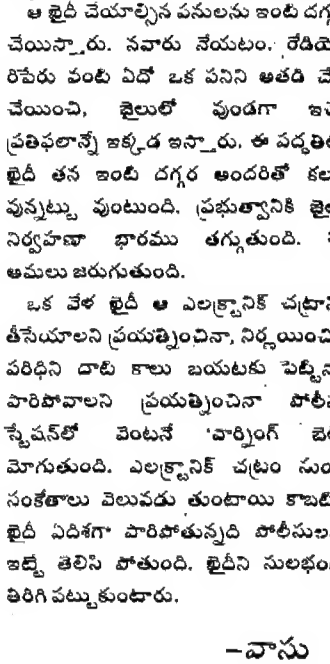 ఆ ఖైదీ చేయాల్సిన పనులను ఇంటి దగ్గ
చేయిస్తారు. నవారు నేయటం. రేడియో
రిపేరు వంటి ఏదో ఒక పనిని అతడి చే
చేయించి, జైలులో వుండగా ఇచ్
ప్రతిఫలాన్నే ఇక్కడ ఇస్తారు. ఈ పద్ధతిల
ఖైదీ తన ఇంటి దగ్గర అందరితో కల
వున్నట్టు వుంటుంది. ప్రభుత్వానికి జైల
నిర్వహణా భారము తగ్గుతుంది.
అమలు జరుగుతుంది.
ఒక వేళ ఖైదీ ఆ ఎలక్ట్రానిక్ చట్రాని
తీసేయాలని ప్రయత్నించినా, నిర్ణయించి
పరిధిని దాటి కాలు బయటకు పెట్టిన
పారిపోవాలని ప్రయత్నించినా పోలీస
స్టేషన్‌లో వెంటనే 'వార్నింగ్ బెల
మోగుతుంది. ఎలక్ట్రానిక్ చట్రం నుం
సంకేతాలు వెలువడు తుంటాయి కాబటి
ఖైదీ ఏదిశగా పారిపోతున్నది పోలీసుల
ఇట్టే తెలిసి పోతుంది. ఖైదీని సులభం
తిరిగి పట్టుకుంటారు.
–వాసు